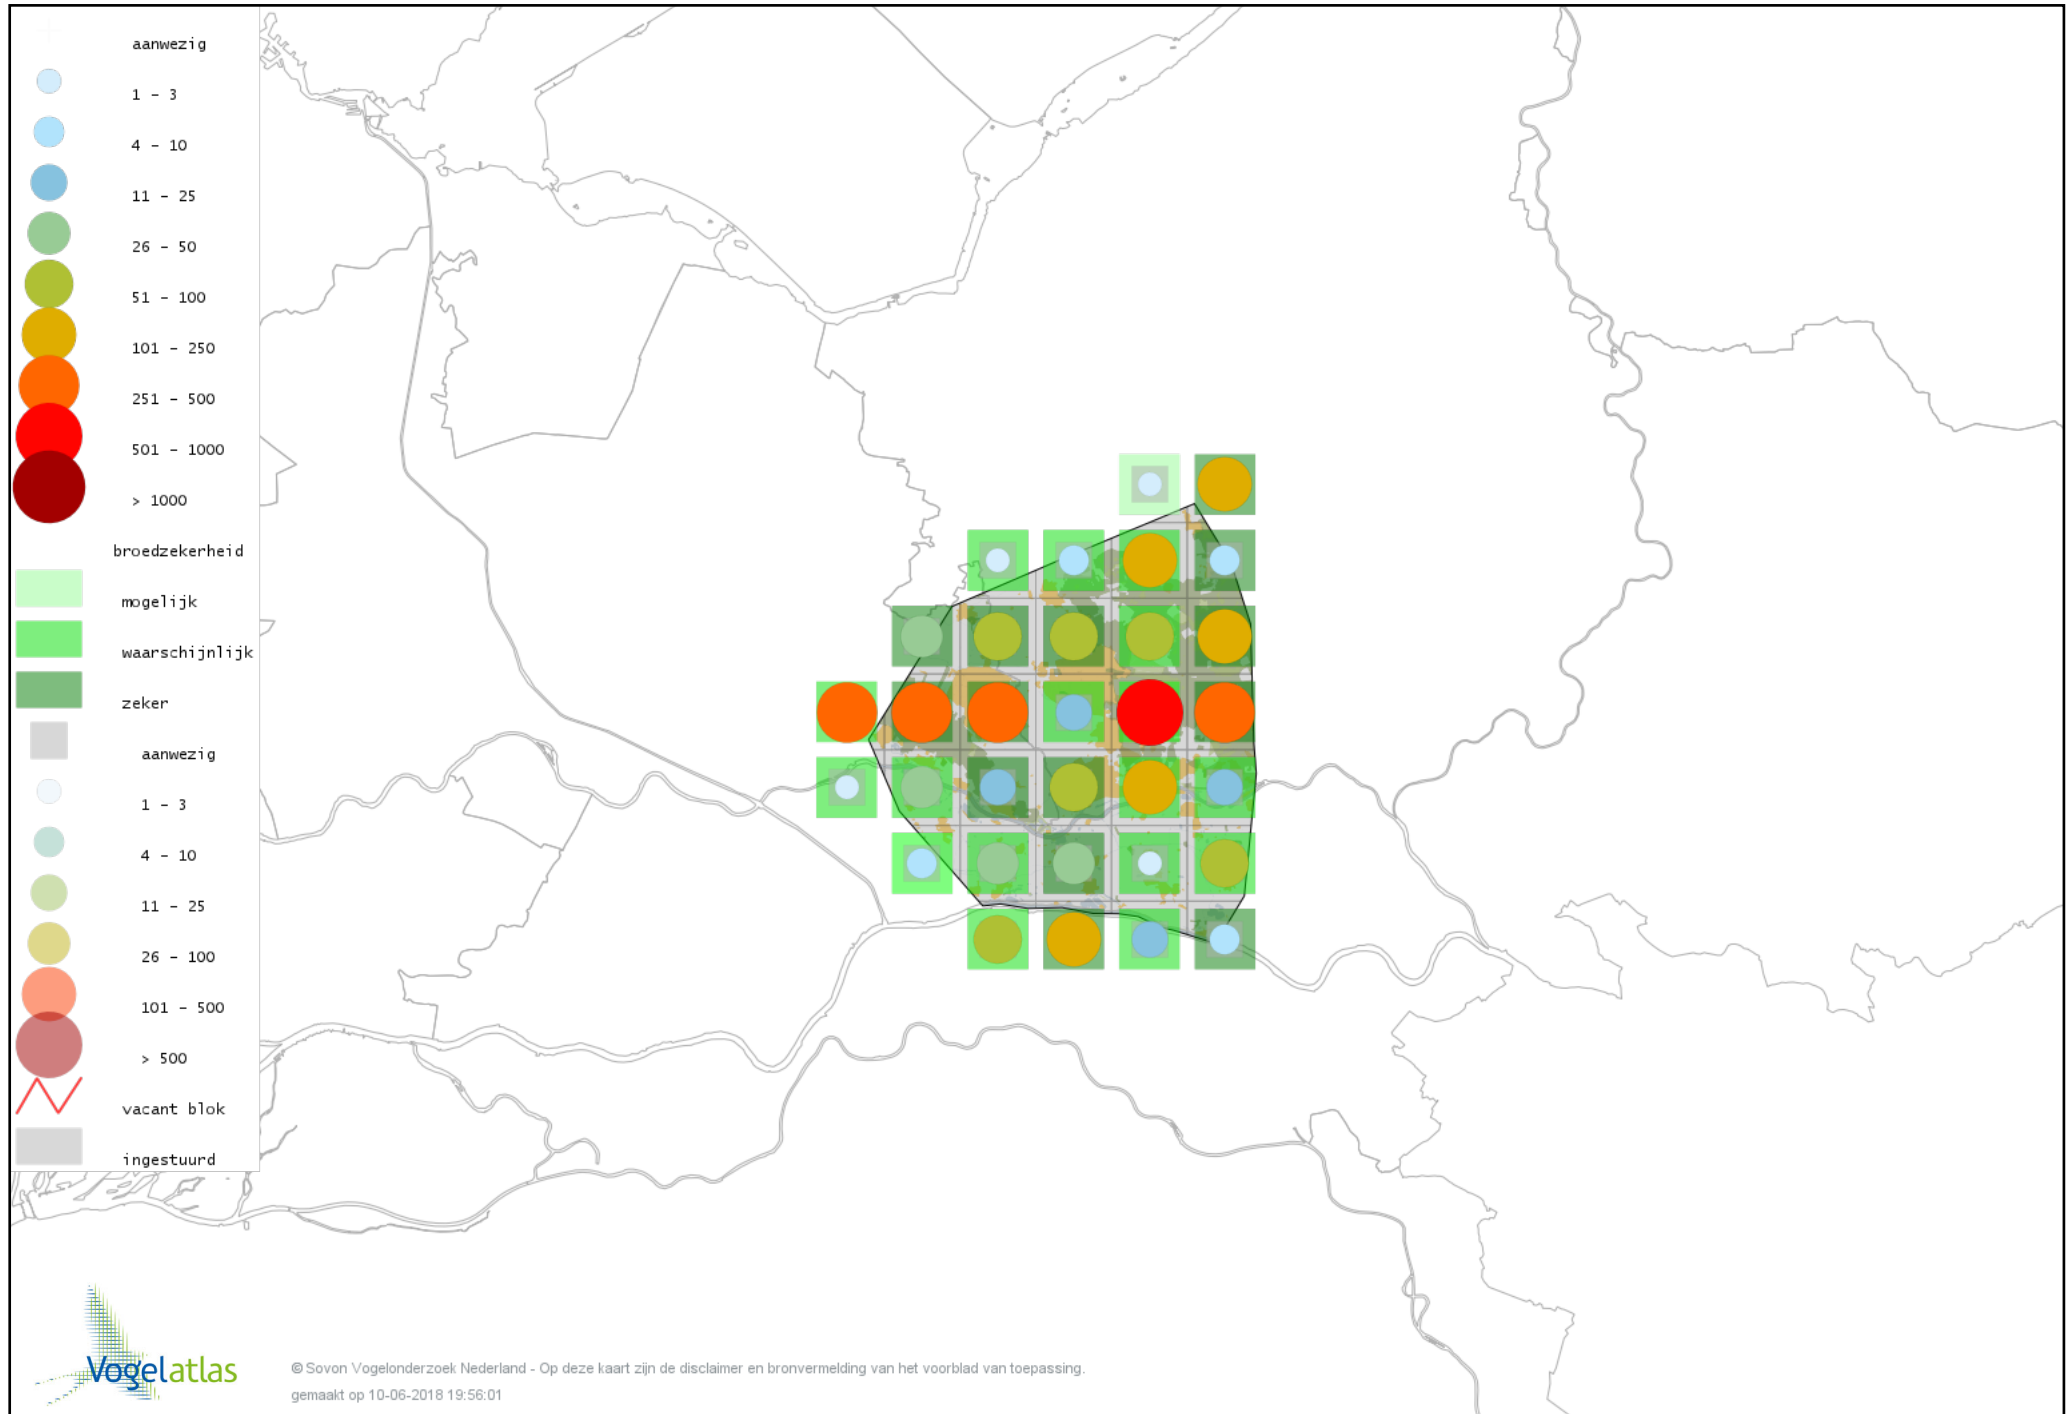 aanwezig
1 - 3
4 - 10
11 - 25
26 - 50
51 - 100
101 - 250
251 - 500
501 - 1000
> 1000
broedzekerheid
mogelijk
waarschijnlijk
zeker
aanwezig
1 - 3
4 - 10
11 - 25
26 - 100
101 - 500
> 500
vacant blok
ingestuurd
Vogelatlas
© Sovon Vogelonderzoek Nederland - Op deze kaart zijn de disclaimer en bronvermelding van het voorblad van toepassing.
gemaakt op 10-06-2018 19:56:01